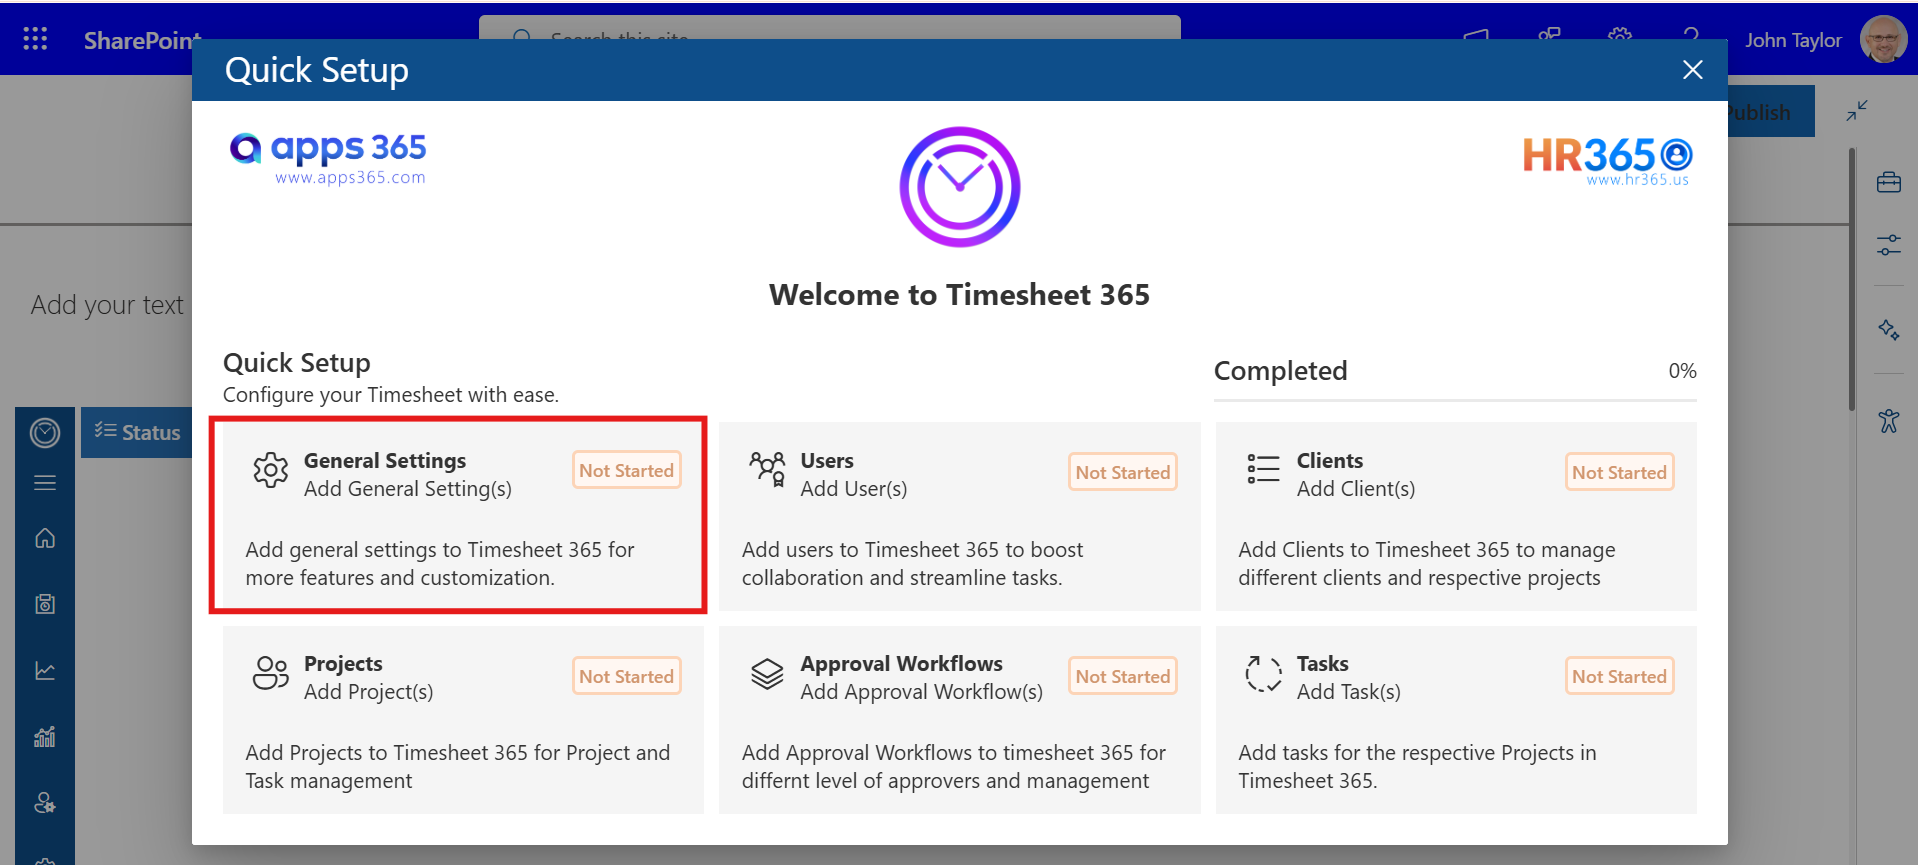 SharePoint
Search this site
John Taylor
Quick Setup
Publish
apps 365
www.apps365.com
HR365
www.hr365.us
Welcome to Timesheet 365
Add your text
Quick Setup
Configure your Timesheet with ease.
Completed 0%
Status
General Settings
Add General Setting(s)
Not Started
Add general settings to Timesheet 365 for
more features and customization.
Users
Add User(s)
Not Started
Add users to Timesheet 365 to boost
collaboration and streamline tasks.
Clients
Add Client(s)
Not Started
Add Clients to Timesheet 365 to manage
different clients and respective projects
Projects
Add Project(s)
Not Started
Add Projects to Timesheet 365 for Project and
Task management
Approval Workflows
Add Approval Workflow(s)
Not Started
Add Approval Workflows to timesheet 365 for
differnt level of approvers and management
Tasks
Add Task(s)
Not Started
Add tasks for the respective Projects in
Timesheet 365.